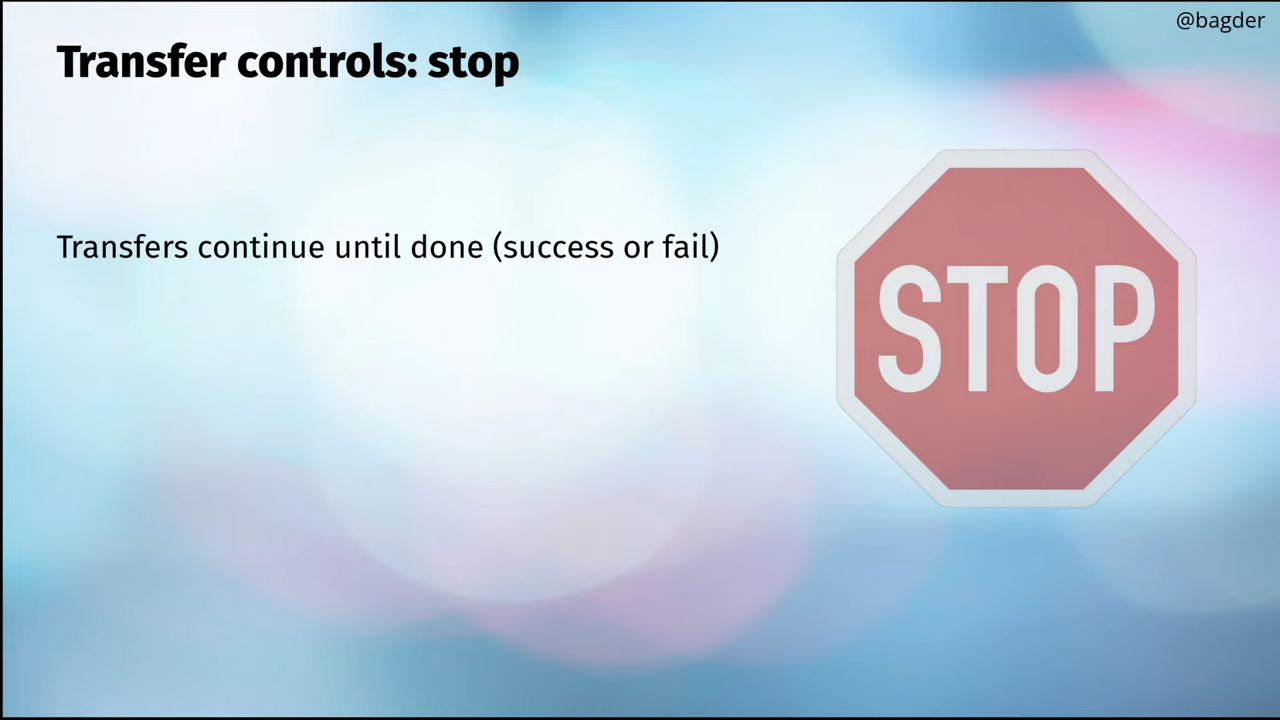 @bagder
Transfer controls: stop
Transfers continue until done (success or fail)
STOP